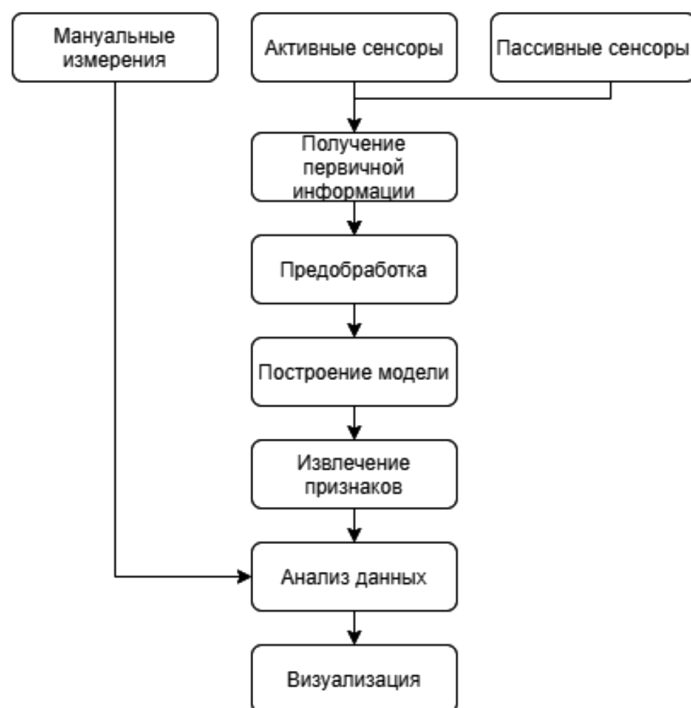 Мануальные
измерения
Активные сенсоры
Пассивные сенсоры
Получение
первичной
информации
Предобработка
Построение модели
Извлечение
признаков
Анализ данных
Визуализация